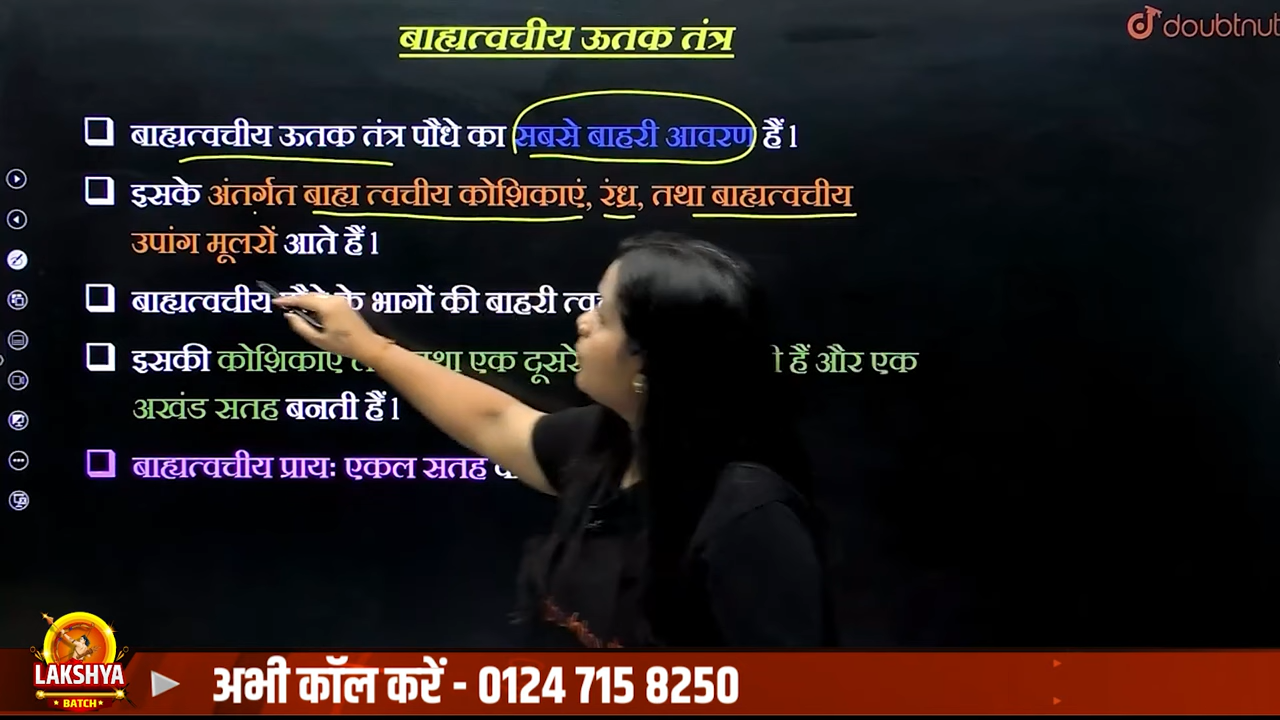 बाह्यत्वचीय ऊतक तंत्र
doubtnut
बाह्यत्वचीय ऊतक तंत्र पौधे का सबसे बाहरी आवरण हैं l
इसके अंतर्गत बाह्य त्वचीय कोशिकाएं, रंध्र, तथा बाह्यत्वचीय
उपांग मूलरों आते हैं l
बाह्यत्वचीय के भागों की बाहरी
इसकी कोशिकाएं तथा एक दूसरे हैं और एक
अखंड सतह बनती हैं l
बाह्यत्वचीय प्रायः एकल सतह
LAKSHYA
BATCH
अभी कॉल करें - 0124 715 8250